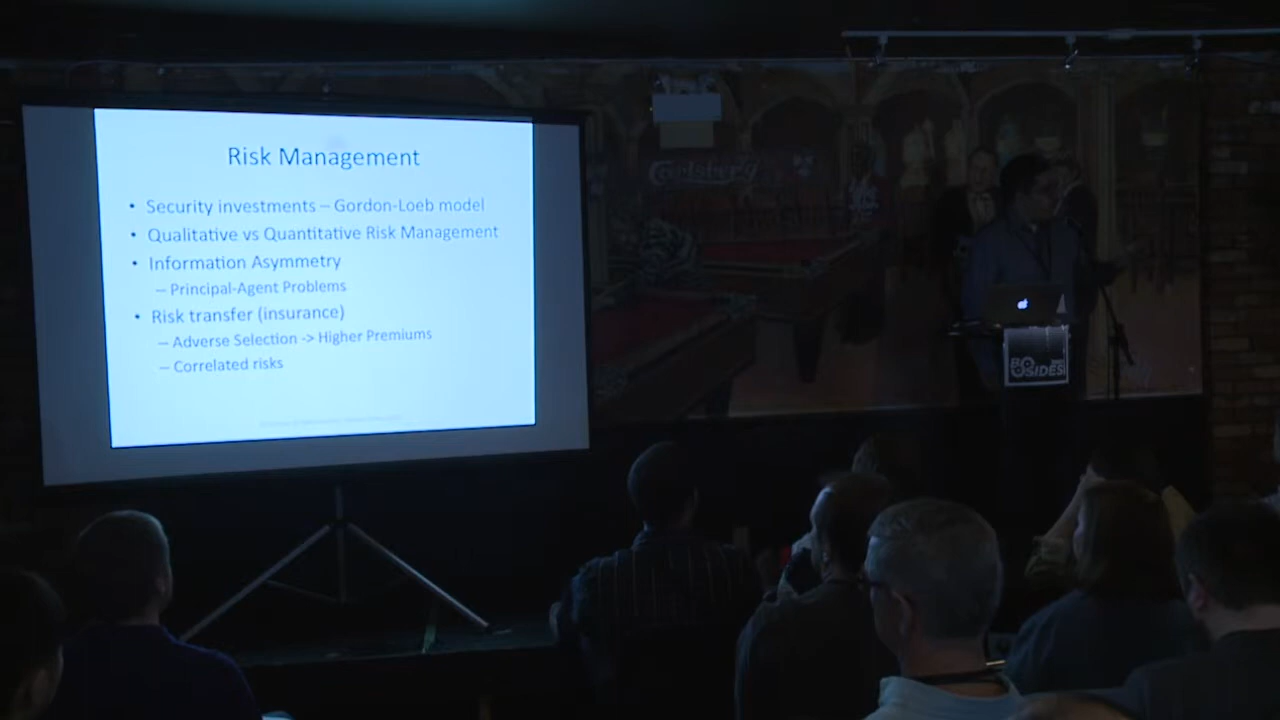 Risk Management
• Security investments – Gordon-Loeb model
• Qualitative vs Quantitative Risk Management
• Information Asymmetry
– Principal-Agent Problems
• Risk transfer (insurance)
– Adverse Selection -> Higher Premiums
– Correlated risks
Carlsberg
BSIDES